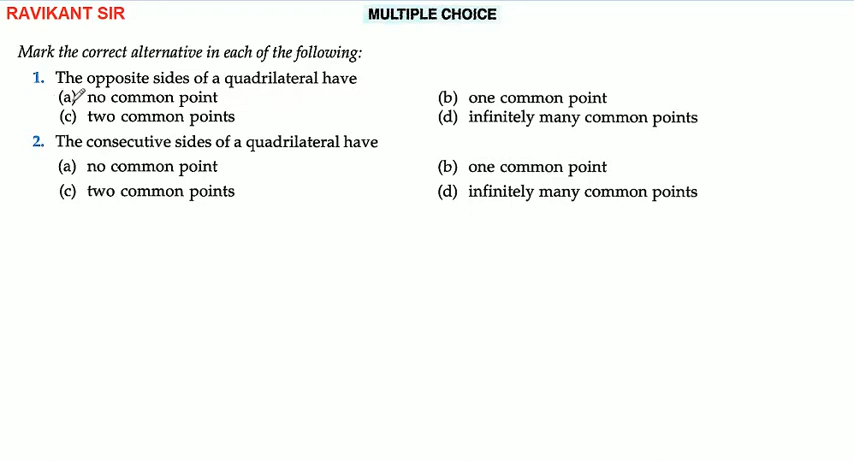 RAVIKANT SIR
MULTIPLE CHOICE
Mark the correct alternative in each of the following:
1. The opposite sides of a quadrilateral have
(a) no common point (b) one common point
(c) two common points (d) infinitely many common points
2. The consecutive sides of a quadrilateral have
(a) no common point (b) one common point
(c) two common points (d) infinitely many common points